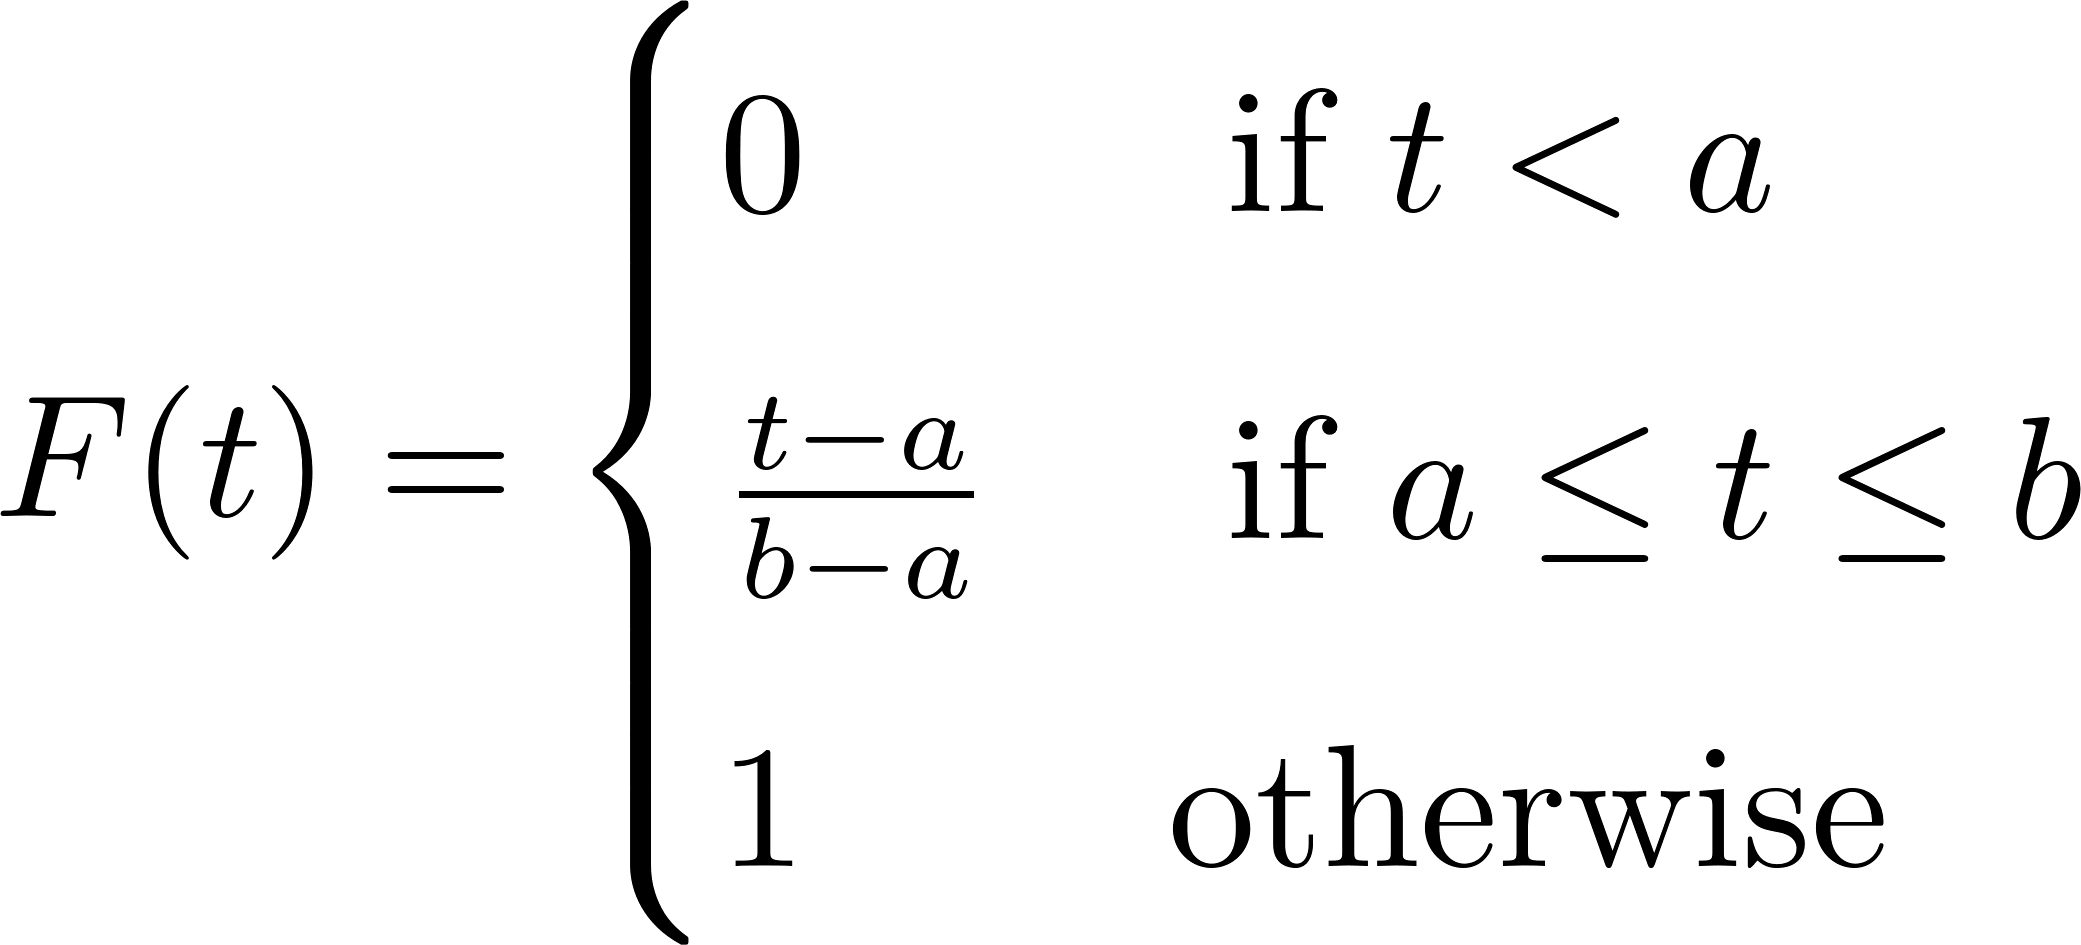 F(t) = { 0 if t < a
t−a/b−a if a ≤ t ≤ b
1 otherwise